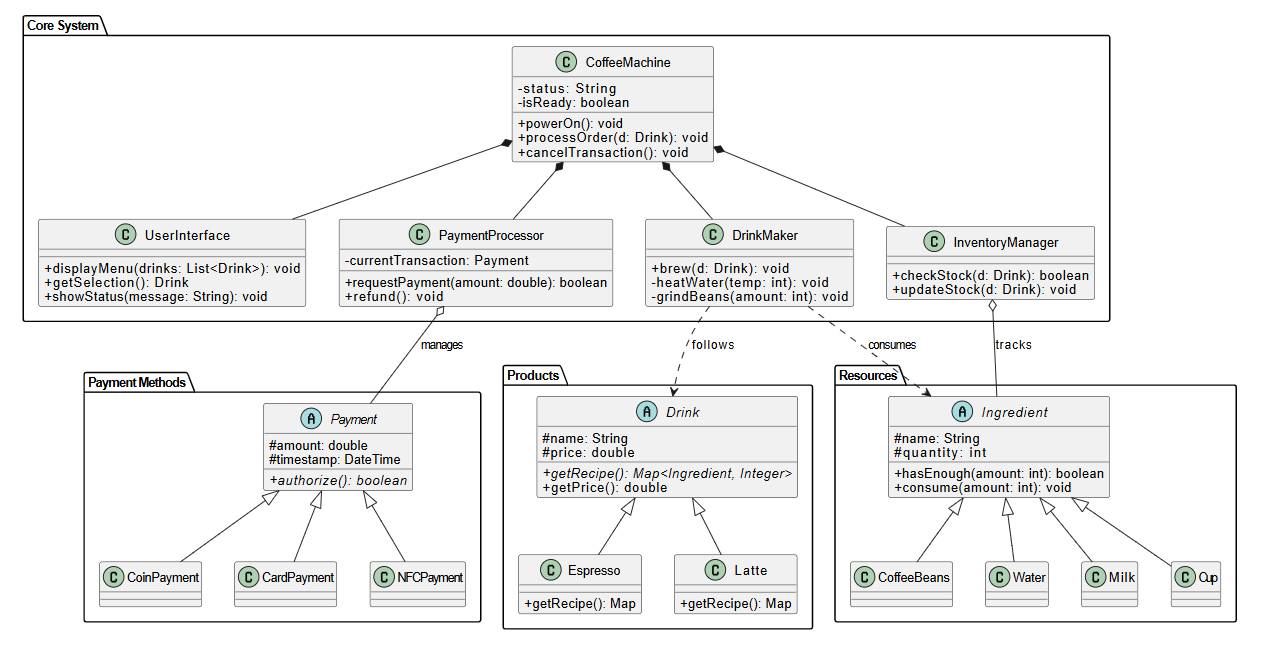 Core System
C CoffeeMachine
-status: String
-isReady: boolean
+powerOn(): void
+processOrder(d: Drink): void
+cancelTransaction(): void
C UserInterface
+displayMenu(drinks: List<Drink>): void
+getSelection(): Drink
+showStatus(message: String): void
C PaymentProcessor
-currentTransaction: Payment
+requestPayment(amount: double): boolean
+refund(): void
C DrinkMaker
+brew(d: Drink): void
-heatWater(temp: int): void
-grindBeans(amount: int): void
C InventoryManager
+checkStock(d: Drink): boolean
+updateStock(d: Drink): void
manages
follows
consumes
tracks
Payment Methods
A Payment
#amount: double
#timestamp: DateTime
+authorize(): boolean
C CoinPayment
C CardPayment
C NFCPayment
Products
A Drink
#name: String
#price: double
+getRecipe(): Map<Ingredient, Integer>
+getPrice(): double
C Espresso
+getRecipe(): Map
C Latte
+getRecipe(): Map
Resources
A Ingredient
#name: String
#quantity: int
+hasEnough(amount: int): boolean
+consume(amount: int): void
C CoffeeBeans
C Water
C Milk
C Cup